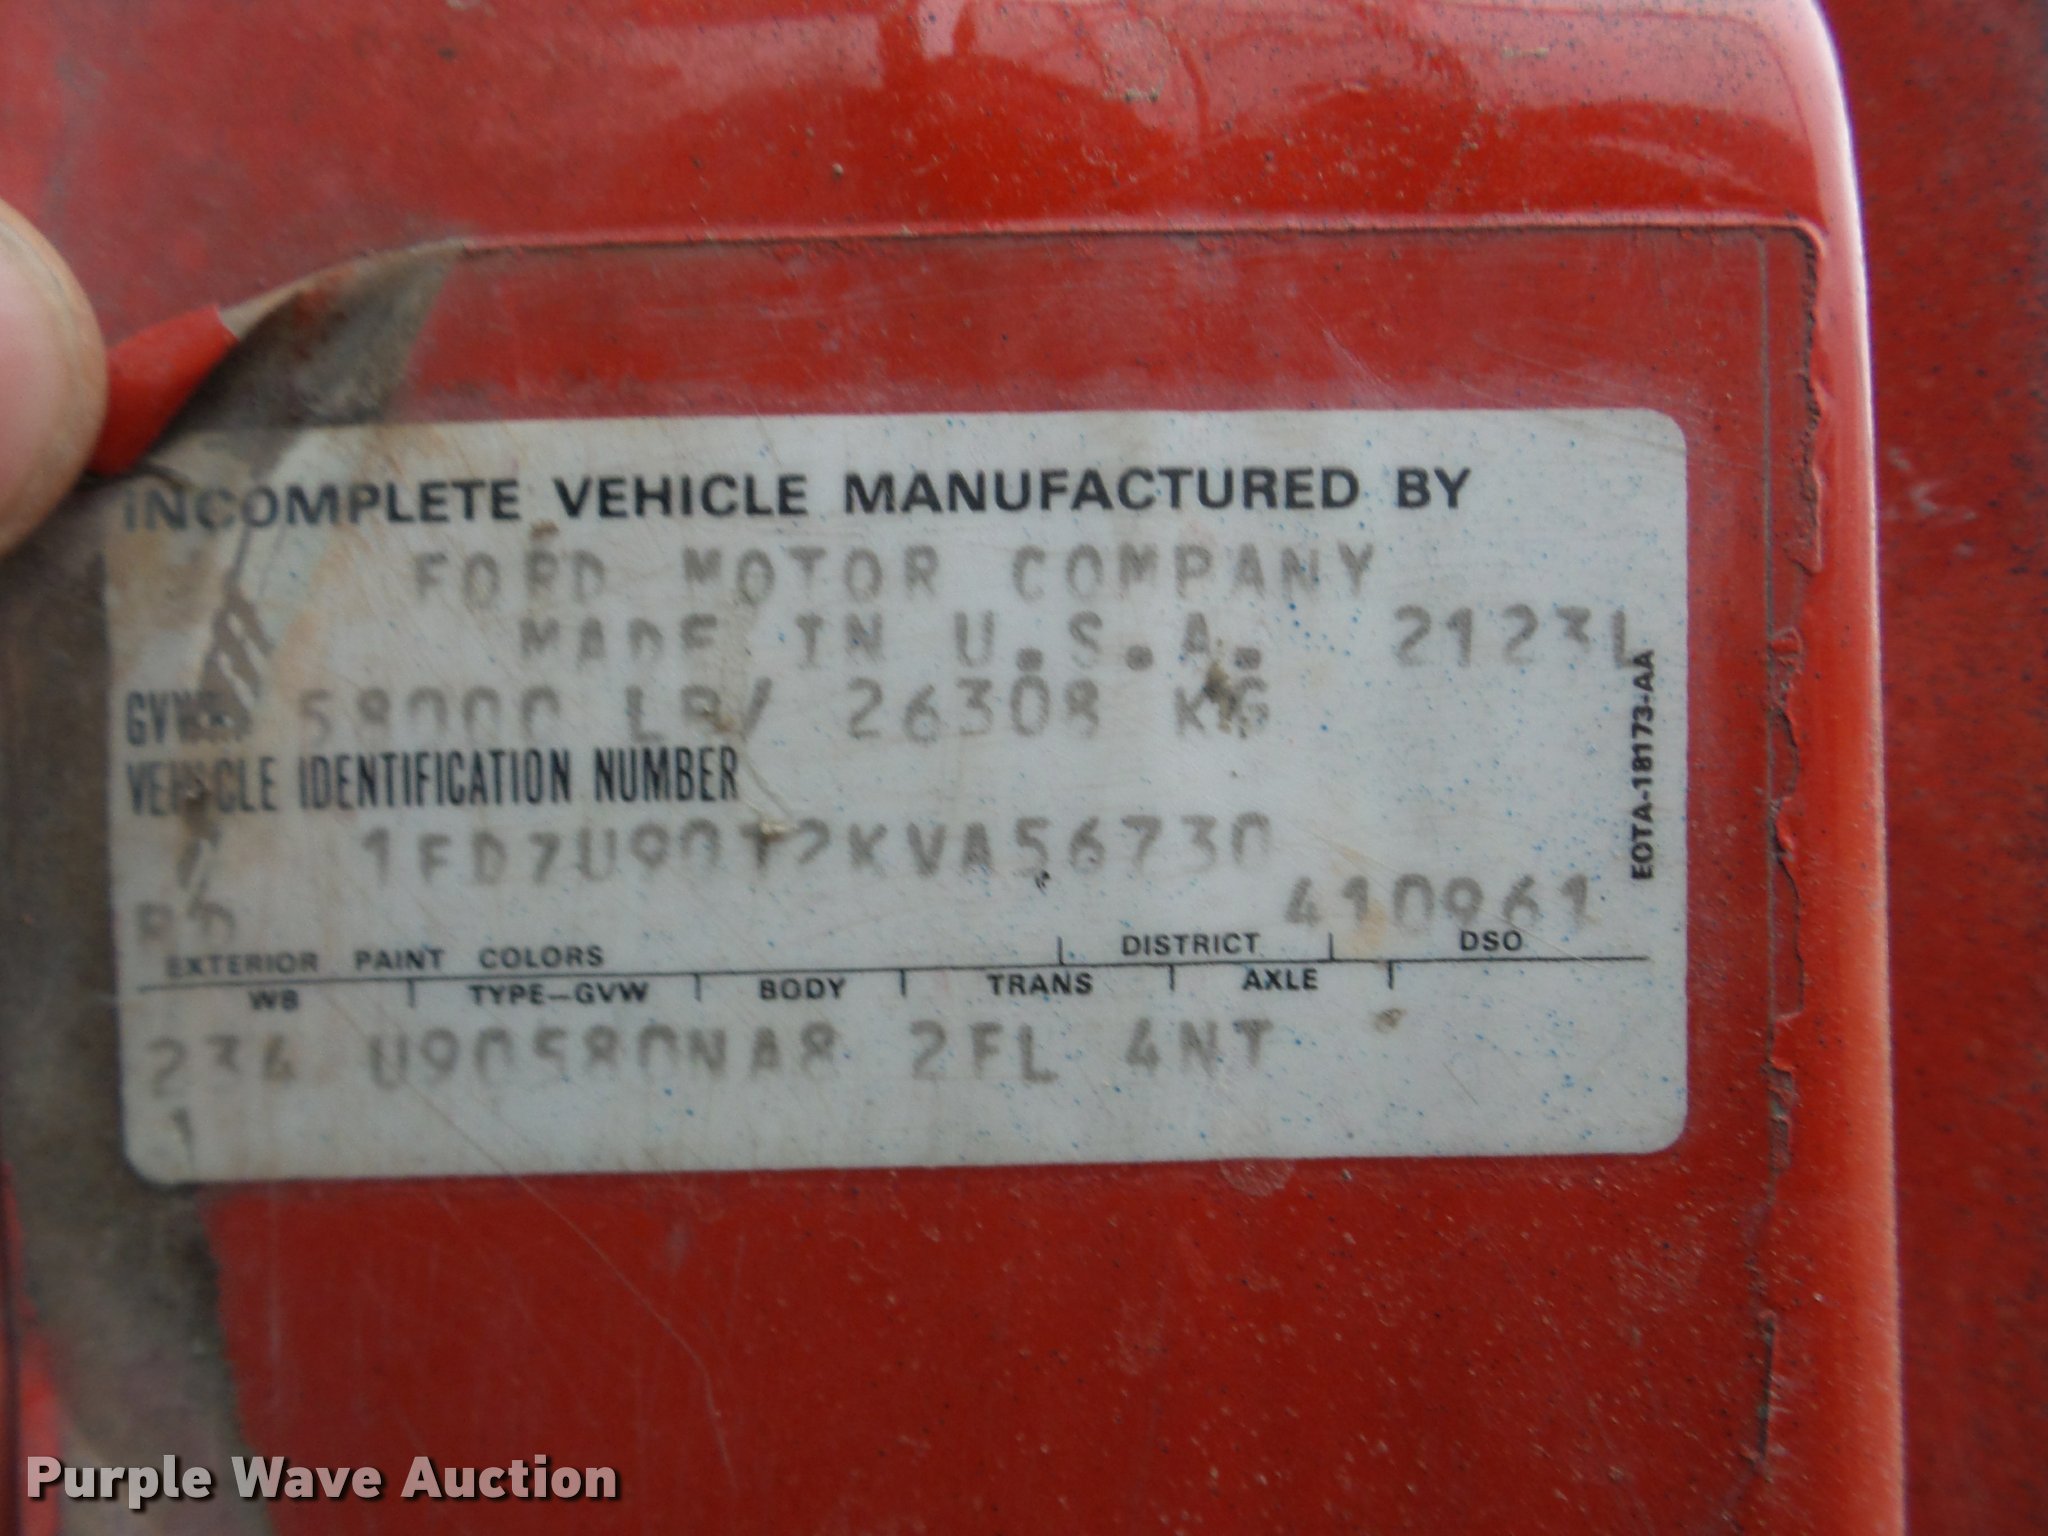 INCOMPLETE VEHICLE MANUFACTURED BY
FORD MOTOR COMPANY
MADE IN U.S.A. 2123L
GVWR 58000 LB/ 26308 KG
VEHICLE IDENTIFICATION NUMBER
1FDZU90T2KVA56730
410961
EXTERIOR PAINT COLORS DISTRICT DSO
WB TYPE-GVW BODY TRANS AXLE
234 U90580NA8 2FL 4NT
1
EOTA-18173-AA
Purple Wave Auction